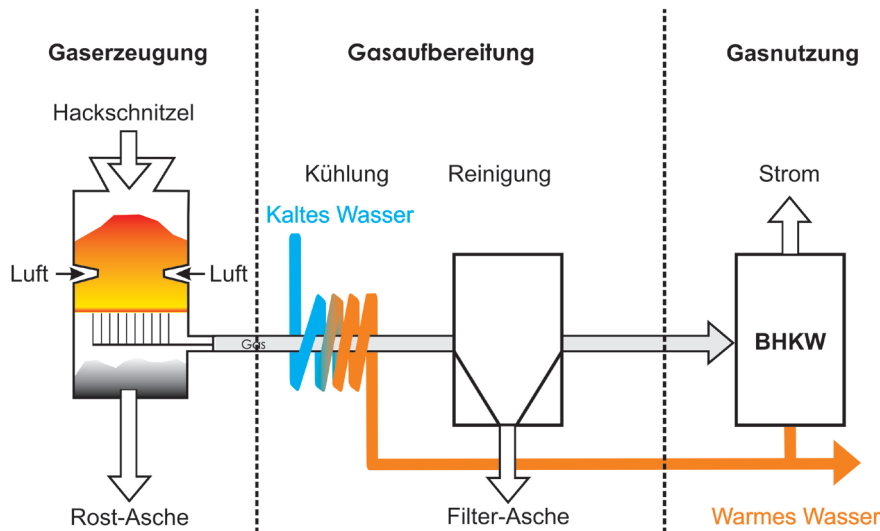 Gaserzeugung
Gasaufbereitung
Gasnutzung
Hackschnitzel
Kühlung
Reinigung
Strom
Kaltes Wasser
Luft
Luft
Gas
BHKW
Rost-Asche
Filter-Asche
Warmes Wasser